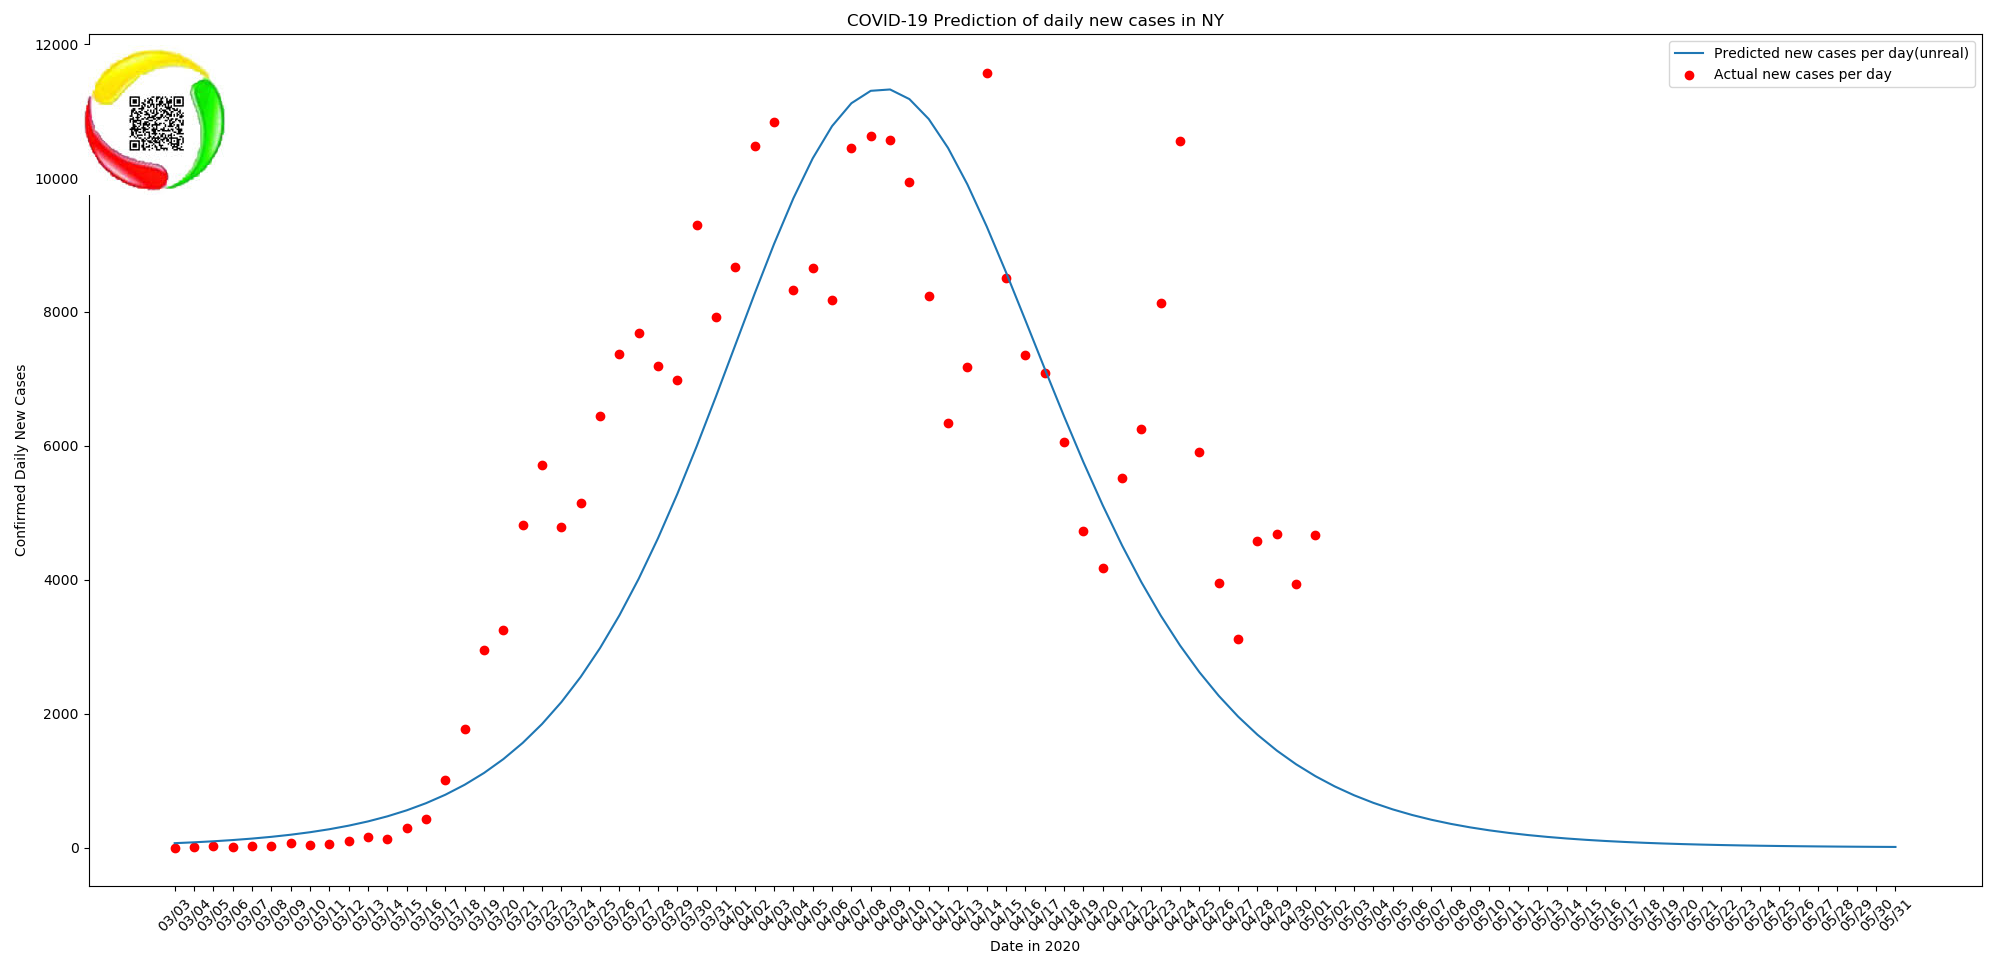 COVID-19 Prediction of daily new cases in NY
Predicted new cases per day(unreal)
Actual new cases per day
12000
10000
8000
6000
4000
2000
0
Confirmed Daily New Cases
03/03 03/04 03/05 03/06 03/07 03/08 03/09 03/10 03/11 03/12 03/13 03/14 03/15 03/16 03/17 03/18 03/19 03/20 03/21 03/22 03/23 03/24 03/25 03/26 03/27 03/28 03/29 03/30 03/31 04/01 04/02 04/03 04/04 04/05 04/06 04/07 04/08 04/09 04/10 04/11 04/12 04/13 04/14 04/15 04/16 04/17 04/18 04/19 04/20 04/21 04/22 04/23 04/24 04/25 04/26 04/27 04/28 04/29 04/30 05/01 05/02 05/03 05/04 05/05 05/06 05/07 05/08 05/09 05/10 05/11 05/12 05/13 05/14 05/15 05/16 05/17 05/18 05/19 05/20 05/21 05/22 05/23 05/24 05/25 05/26 05/27 05/28 05/29 05/30 05/31
Date in 2020